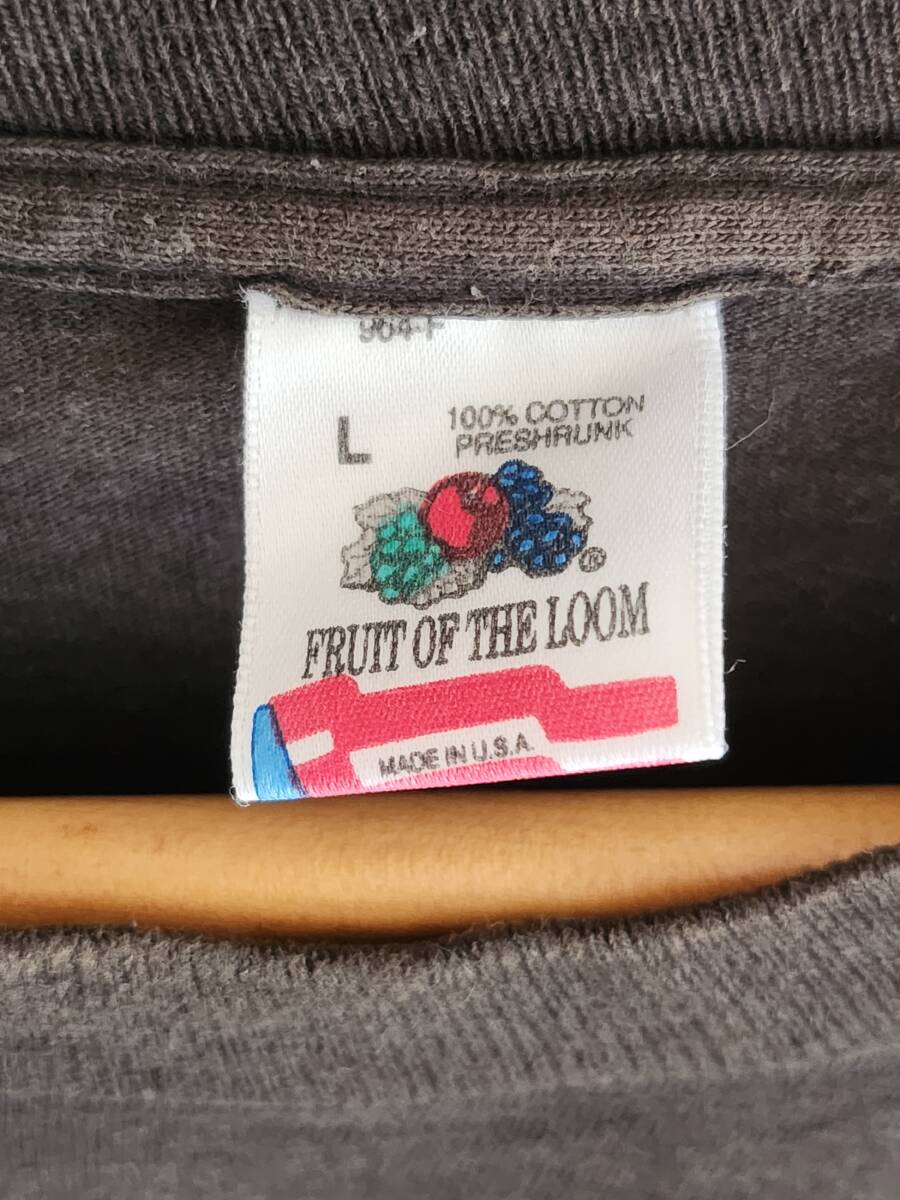 L
100% COTTON
PRESHRUNK
®
FRUIT OF THE LOOM
MADE IN U.S.A.